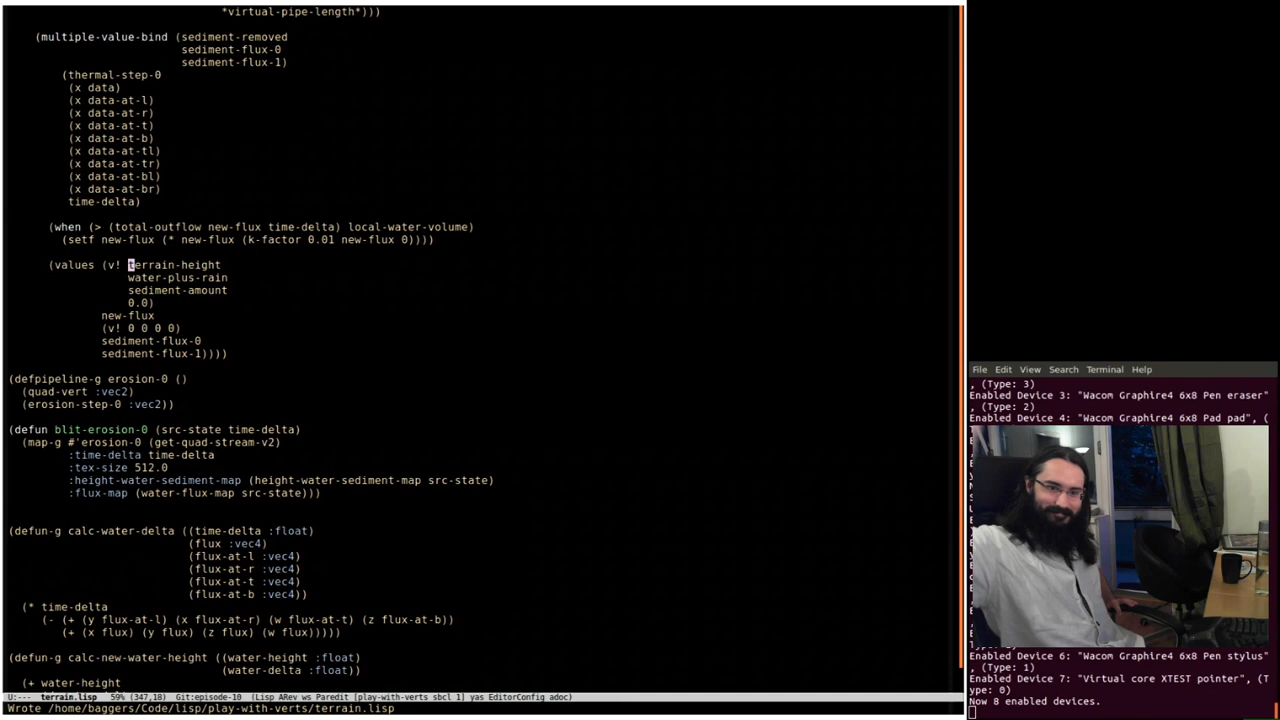 *virtual-pipe-length*)))
(multiple-value-bind (sediment-removed
sediment-flux-0
sediment-flux-1)
(thermal-step-0
(x data)
(x data-at-l)
(x data-at-r)
(x data-at-t)
(x data-at-b)
(x data-at-tl)
(x data-at-tr)
(x data-at-bl)
(x data-at-br)
time-delta)
(when (> (total-outflow new-flux time-delta) local-water-volume)
(setf new-flux (* new-flux (k-factor 0.01 new-flux 0))))
(values (v! terrain-height
water-plus-rain
sediment-amount
0.0)
new-flux
(v! 0 0 0 0)
sediment-flux-0
sediment-flux-1))))
(defpipeline-g erosion-0 ()
(quad-vert :vec2)
(erosion-step-0 :vec2))
(defun blit-erosion-0 (src-state time-delta)
(map-g #'erosion-0 (get-quad-stream-v2)
:time-delta time-delta
:tex-size 512.0
:height-water-sediment-map (height-water-sediment-map src-state)
:flux-map (water-flux-map src-state)))
(defun-g calc-water-delta ((time-delta :float)
(flux :vec4)
(flux-at-l :vec4)
(flux-at-r :vec4)
(flux-at-t :vec4)
(flux-at-b :vec4))
(* time-delta
(- (+ (y flux-at-l) (x flux-at-r) (w flux-at-t) (z flux-at-b))
(+ (x flux) (y flux) (z flux) (w flux)))))
(defun-g calc-new-water-height ((water-height :float)
(water-delta :float))
(+ water-height
U:--- terrain.lisp 59% (347,18) Git:episode-10 (Lisp ARev ws Paredit [play-with-verts sbcl 1] yas EditorConfig adoc)
Wrote /home/baggers/Code/lisp/play-with-verts/terrain.lisp
File Edit View Search Terminal Help
, (Type: 3)
Enabled Device 3: "Wacom Graphire4 6x8 Pen eraser"
, (Type: 2)
Enabled Device 4: "Wacom Graphire4 6x8 Pad pad", (
Enabled Device 6: "Wacom Graphire4 6x8 Pen stylus"
, (Type: 1)
Enabled Device 7: "Virtual core XTEST pointer", (T
ype: 0)
Now 8 enabled devices.